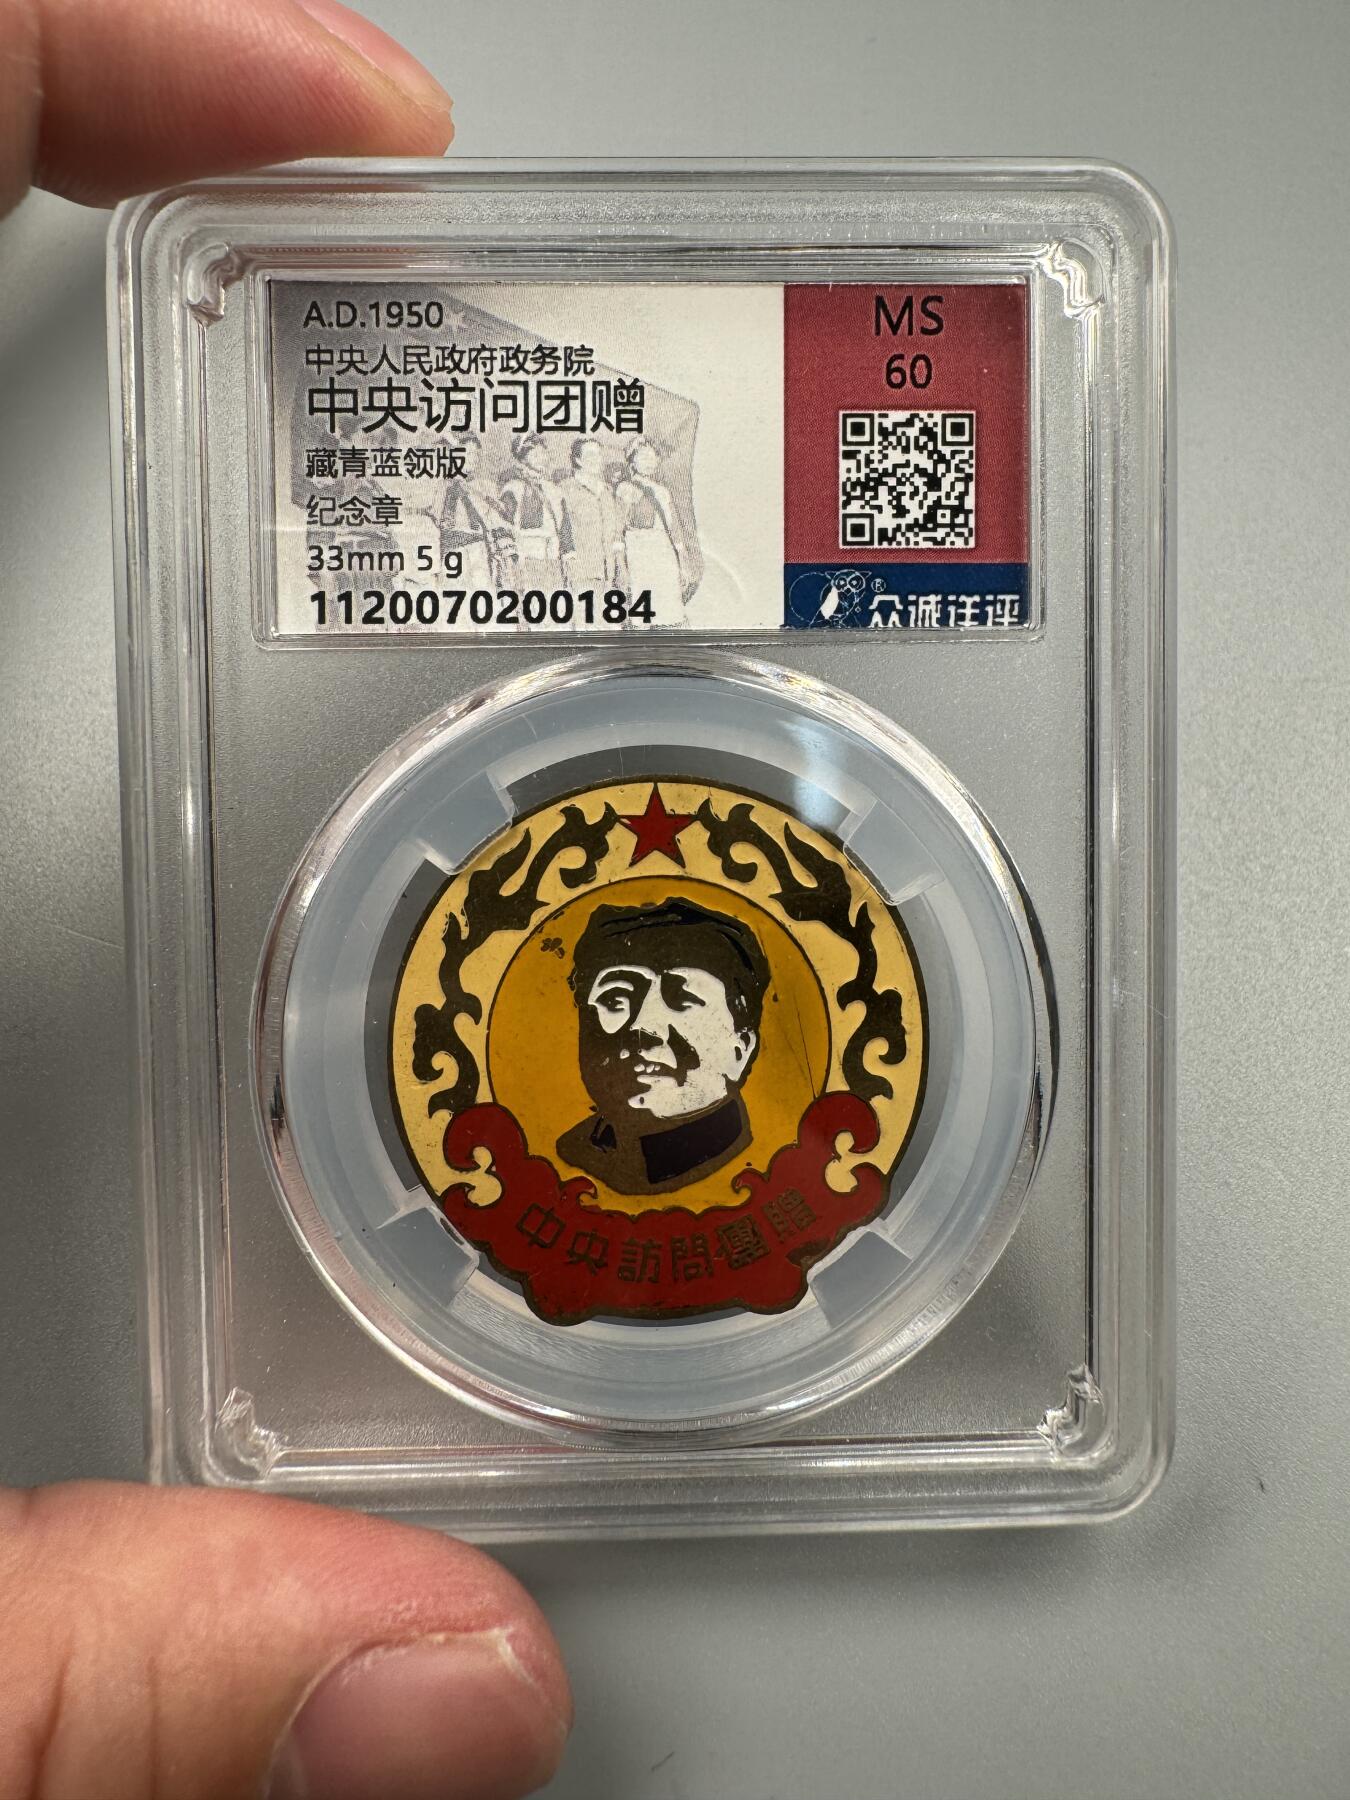 A.D.1950
中央人民政府政务院
中央访问团赠
藏青蓝领版
纪念章
33mm 5 g
1120070200184
MS
60
®
众诚评评
中央訪問團贈